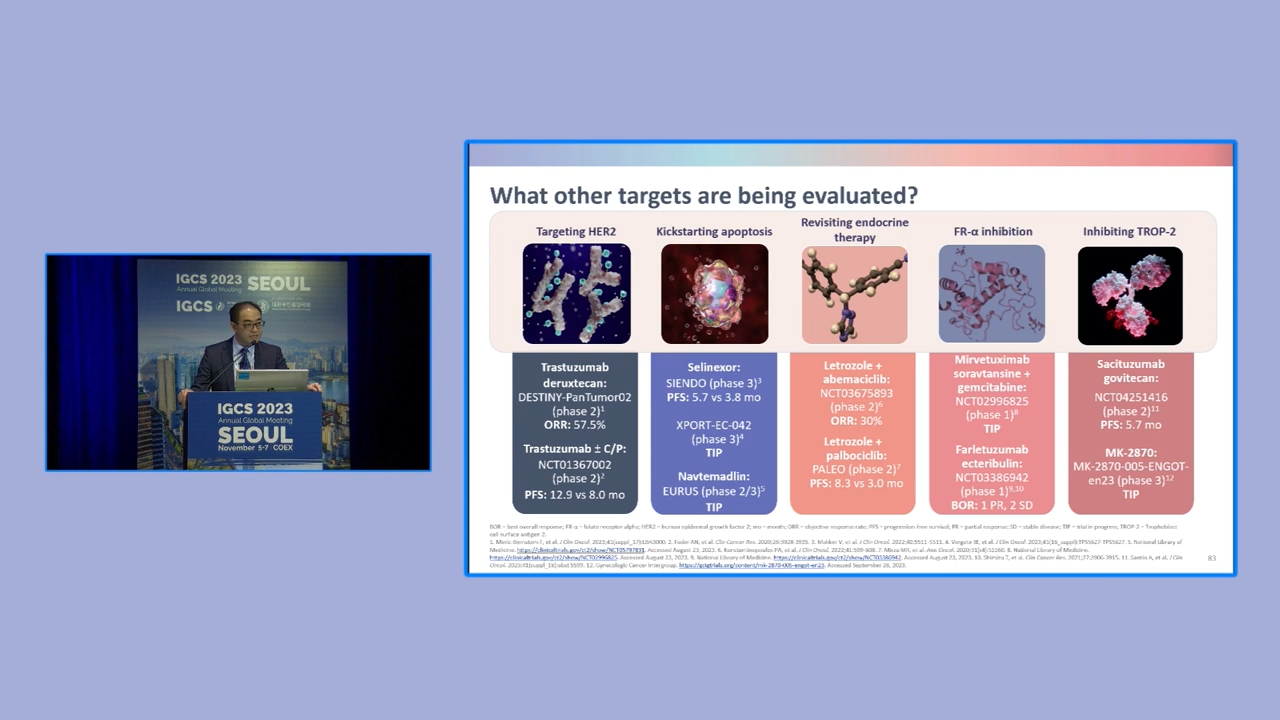 IGCS 2023
Annual Global Meeting
SEOUL
IGCS
IGCS 2023
Annual Global Meeting
SEOUL
November 5-7 COEX
What other targets are being evaluated?
Targeting HER2
Kickstarting apoptosis
Revisiting endocrine
therapy
FR-α inhibition
Inhibiting TROP-2
Trastuzumab
deruxtecan:
DESTINY-PanTumor02
(phase 2)1
ORR: 57.5%
Trastuzumab ± C/P:
NCT01367002
(phase 2)2
PFS: 12.9 vs 8.0 mo
Selinexor:
SIENDO (phase 3)3
PFS: 5.7 vs 3.8 mo
XPORT-EC-042
(phase 3)4
TIP
Navtemadlin:
EURUS (phase 2/3)5
TIP
Letrozole +
abemaciclib:
NCT03675893
(phase 2)6
ORR: 30%
Letrozole +
palbociclib:
PALEO (phase 2)7
PFS: 8.3 vs 3.0 mo
Mirvetuximab
soravtansine +
gemcitabine:
NCT02996825
(phase 1)8
TIP
Farletuzumab
ecteribulin:
NCT03386942
(phase 1)9,10
BOR: 1 PR, 2 SD
Sacituzumab
govitecan:
NCT04251416
(phase 2)11
PFS: 5.7 mo
MK-2870:
MK-2870-005-ENGOT-
en23 (phase 3)12
TIP
BOR = best overall response; FR-α = folate receptor alpha; HER2 = human epidermal growth factor 2; mo = month; ORR = objective response rate; PFS = progression-free survival; PR = partial response; SD = stable disease; TIP = trial in progress; TROP-2 = Trophoblast
cell surface antigen 2.
83